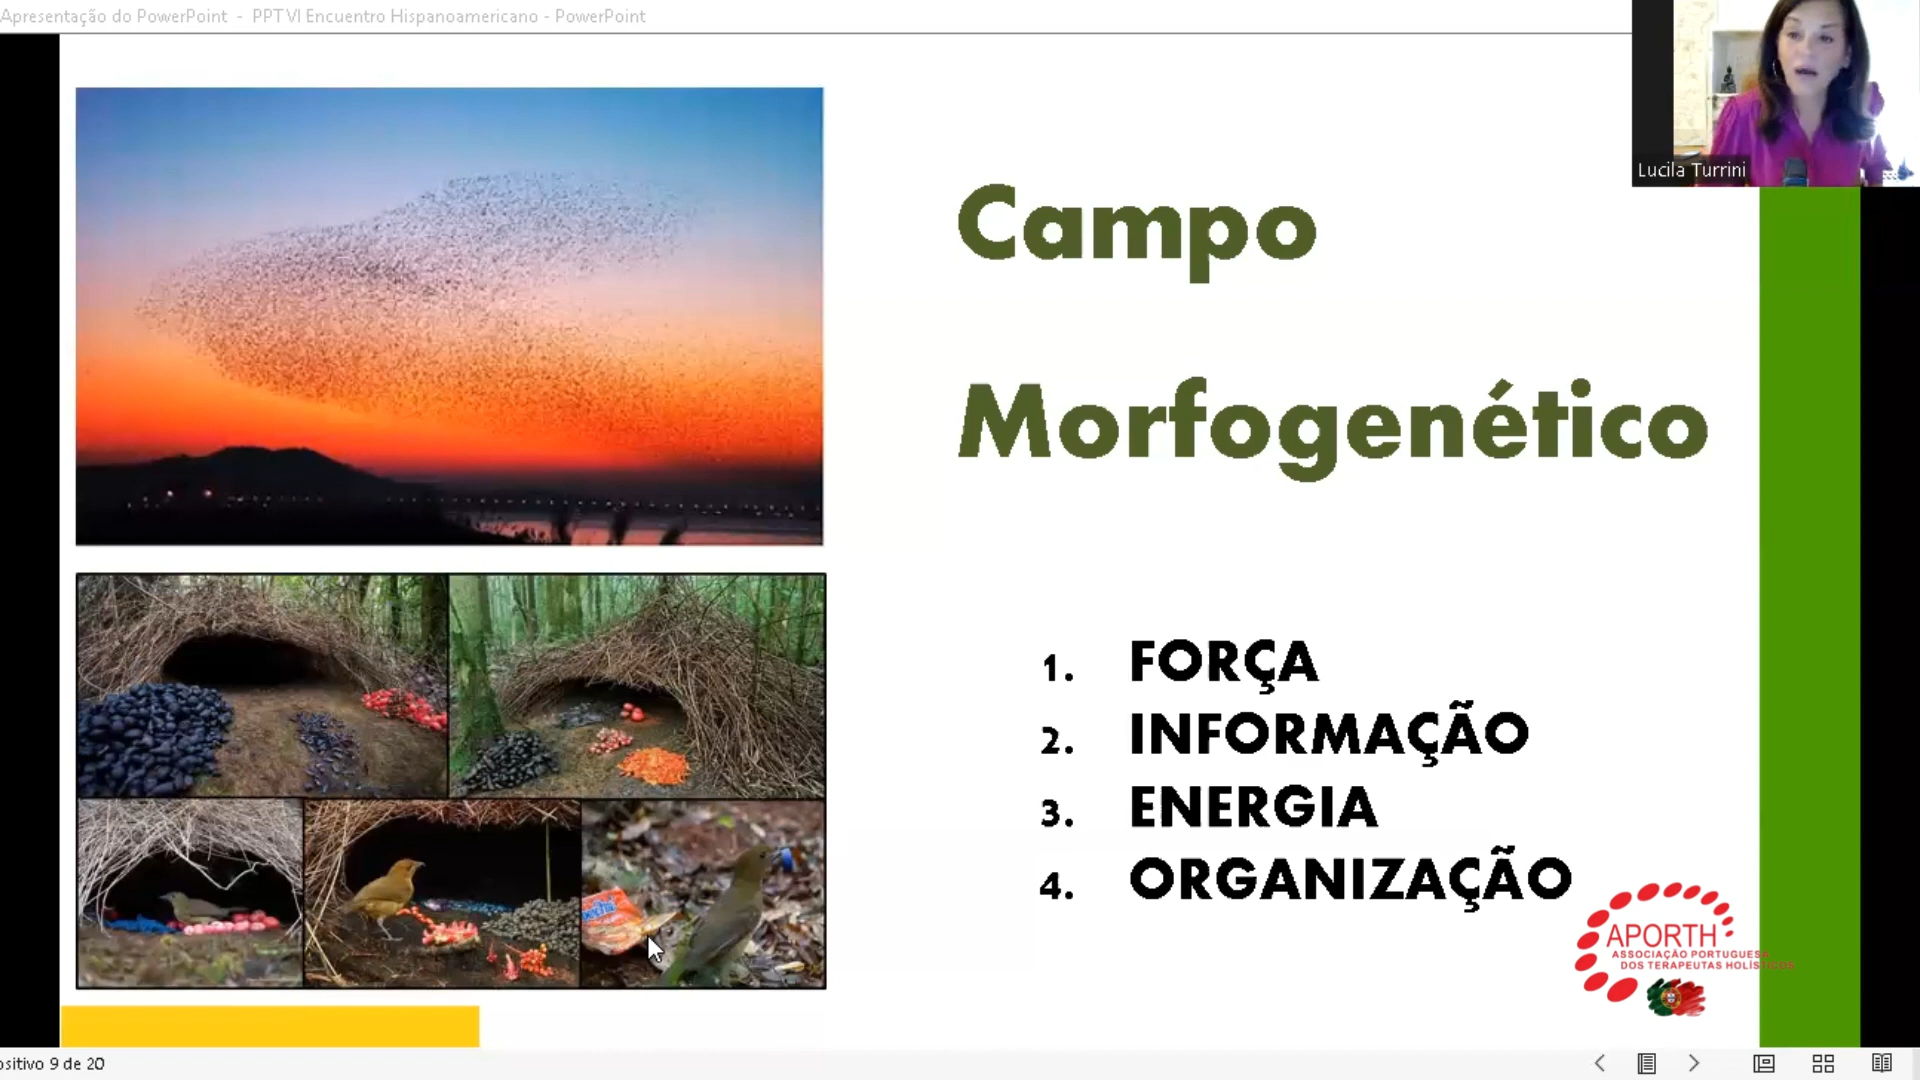 Apresentação do PowerPoint - PPT VI Encuentro Hispanoamericano - PowerPoint
Lucila Turrini
Campo
Morfogenético
1. FORÇA
2. INFORMAÇÃO
3. ENERGIA
4. ORGANIZAÇÃO
APORTH
ASSOCIAÇÃO PORTUGUESA
DOS TERAPEUTAS HOLÍSTICOS
ositivo 9 de 20